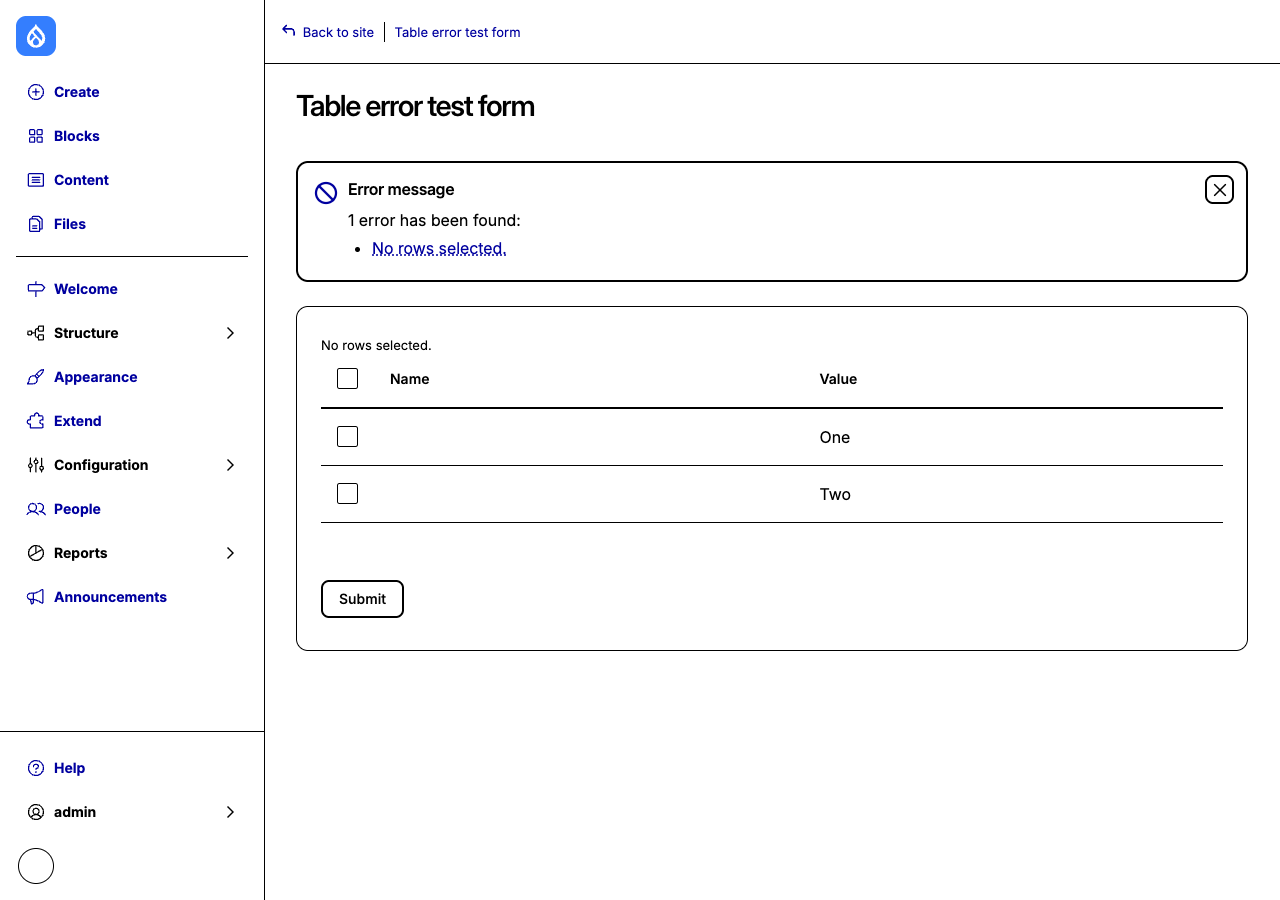 Back to site
Table error test form
Create
Blocks
Content
Files
Welcome
Structure
Appearance
Extend
Configuration
People
Reports
Announcements
Help
admin
Table error test form
Error message
1 error has been found:
No rows selected.
No rows selected.
Name Value
One
Two
Submit